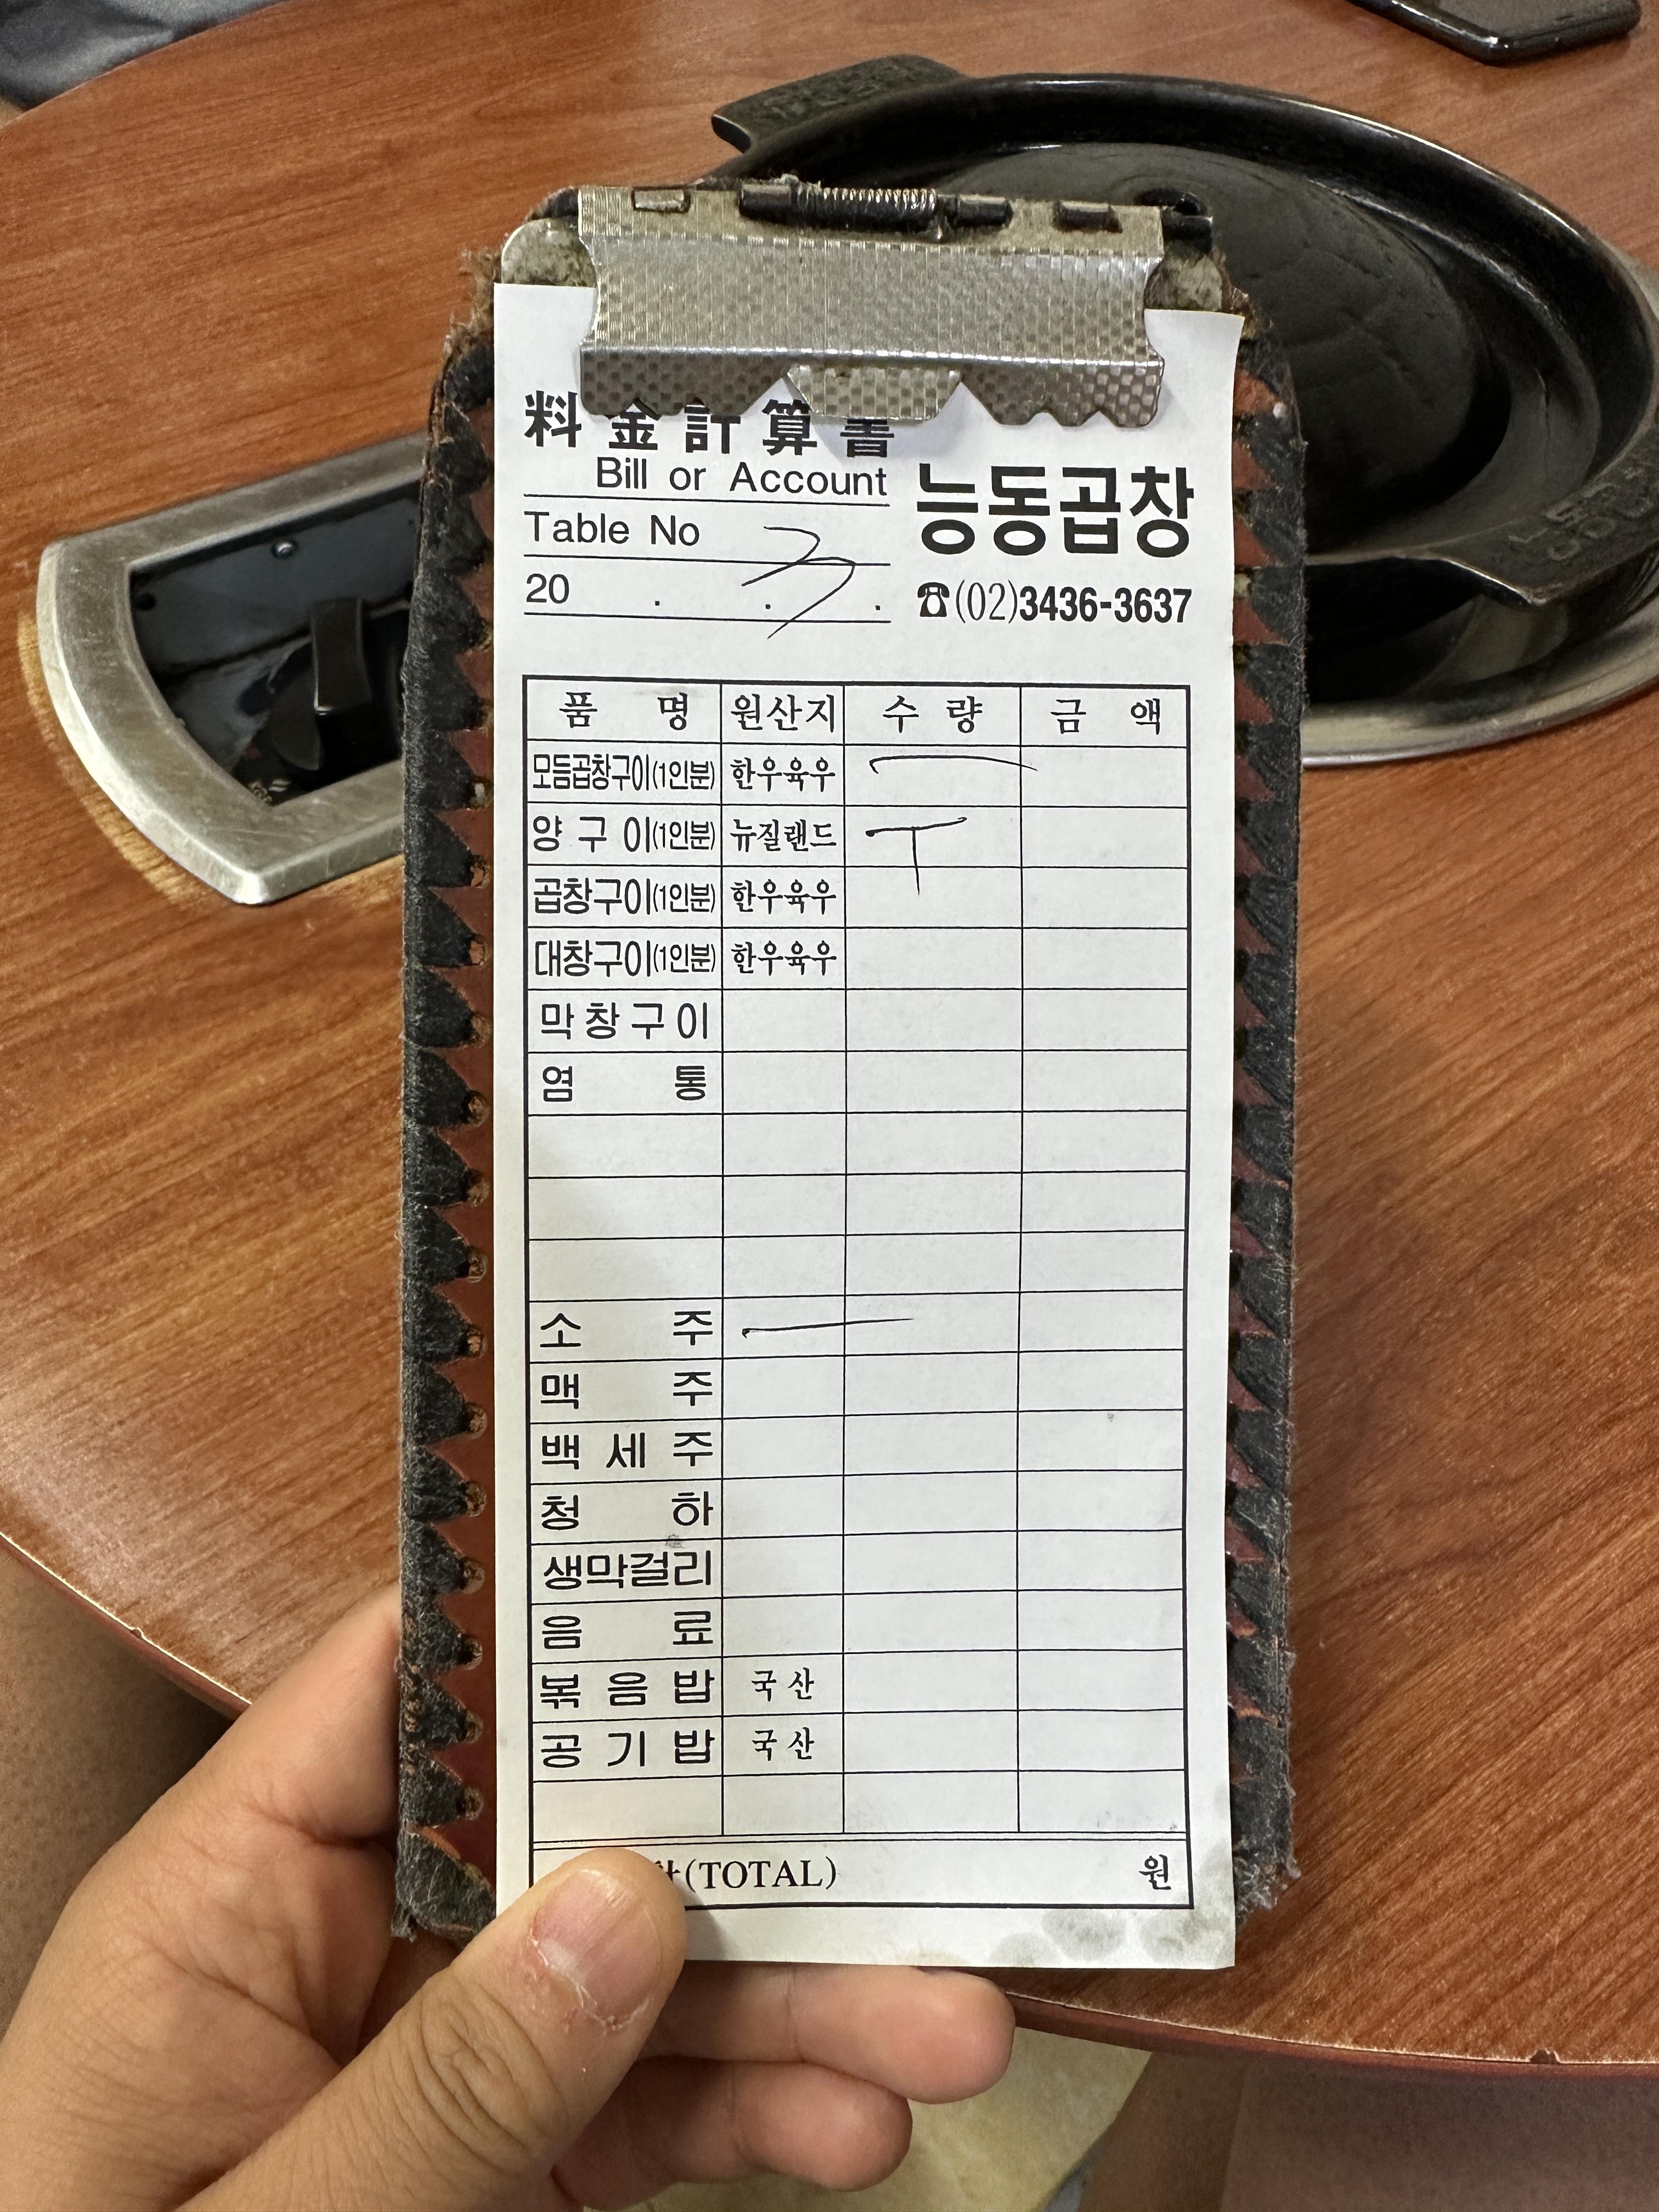 料金計算書
Bill or Account
능동곱창
Table No 3
20 . . .
☎(02)3436-3637
품 명 원산지 수 량 금 액
모듬곱창구이(1인분) 한우육우 一
양 구 이(1인분) 뉴질랜드 T
곱창구이(1인분) 한우육우
대창구이(1인분) 한우육우
막창구이
염 통
소 주 一
맥 주
백 세 주
청 하
생막걸리
음 료
볶 음 밥 국 산
공 기 밥 국 산
(TOTAL) 원